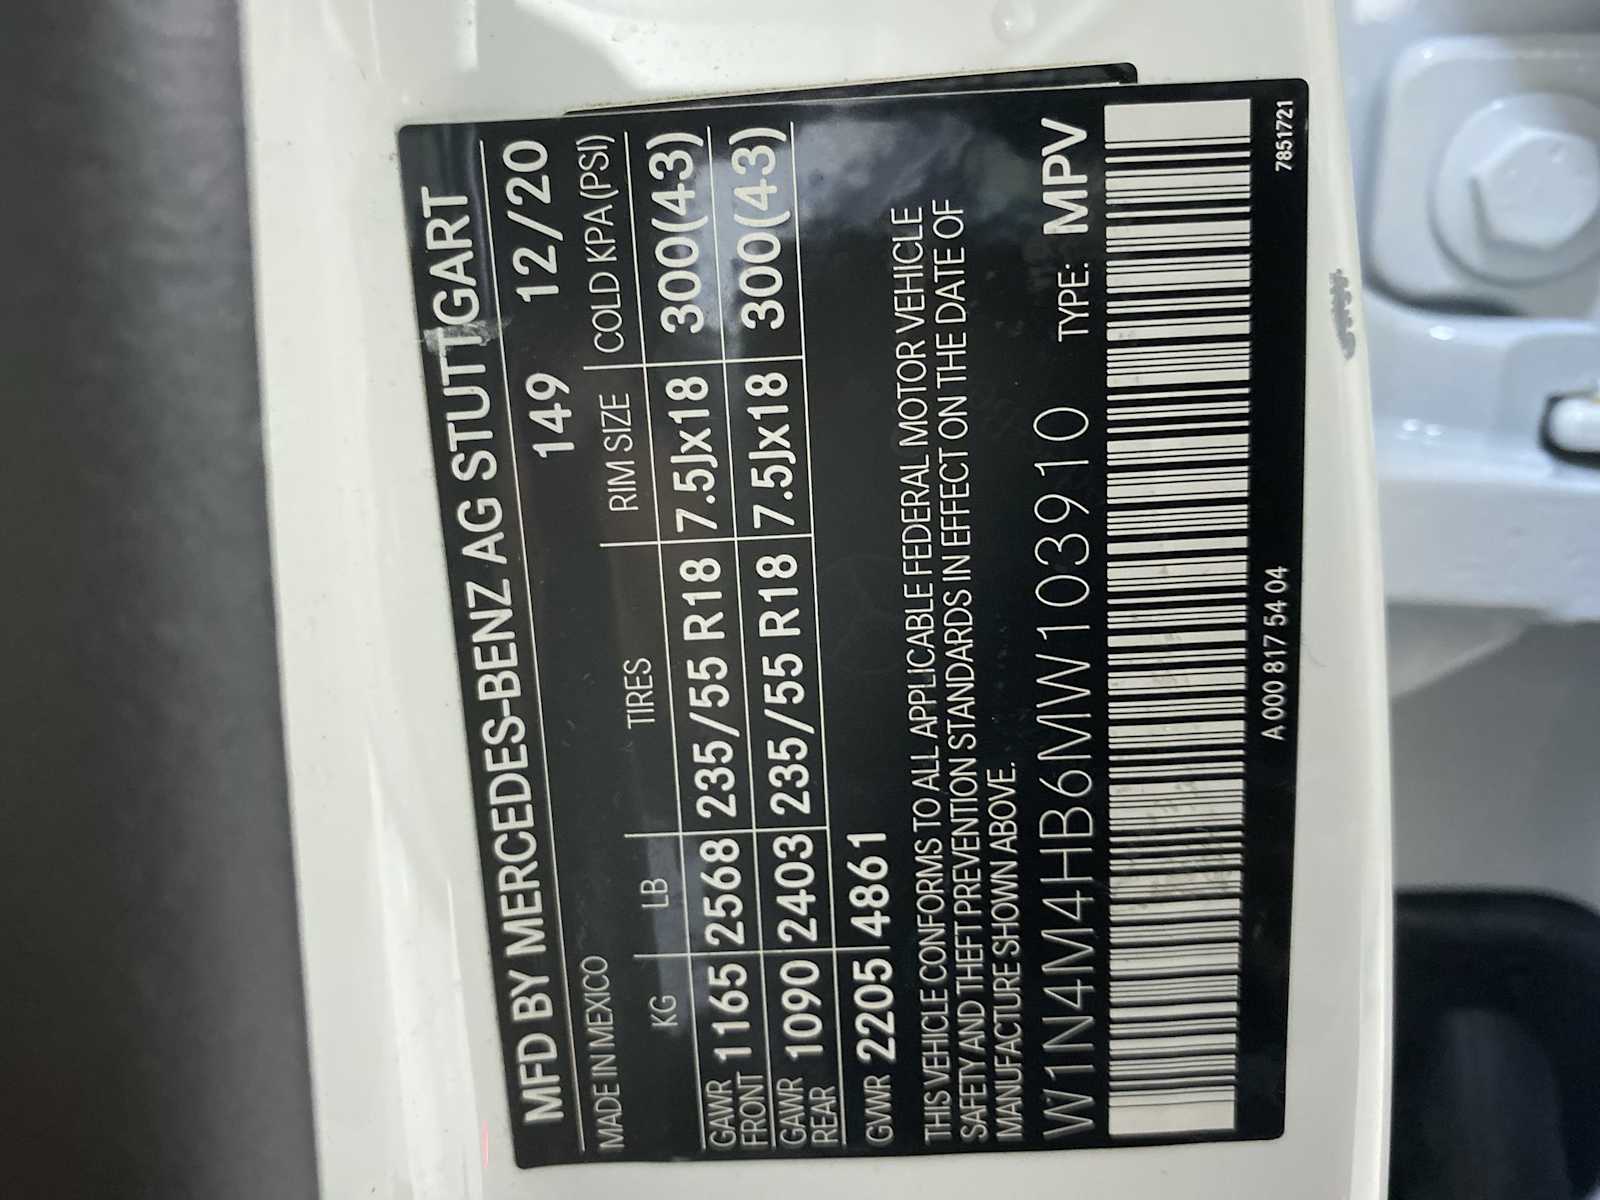 MFD BY MERCEDES-BENZ AG STUTTGART
MADE IN MEXICO 149 12/20
KG LB TIRES RIM SIZE COLD KPA(PSI)
GAWR FRONT 1165 2568 235/55 R18 7.5Jx18 300(43)
GAWR REAR 1090 2403 235/55 R18 7.5Jx18 300(43)
GVWR 2205 4861
THIS VEHICLE CONFORMS TO ALL APPLICABLE FEDERAL MOTOR VEHICLE
SAFETY AND THEFT PREVENTION STANDARDS IN EFFECT ON THE DATE OF
MANUFACTURE SHOWN ABOVE.
W1N4M4HB6MW103910 TYPE: MPV
A 000 817 54 04 7851721